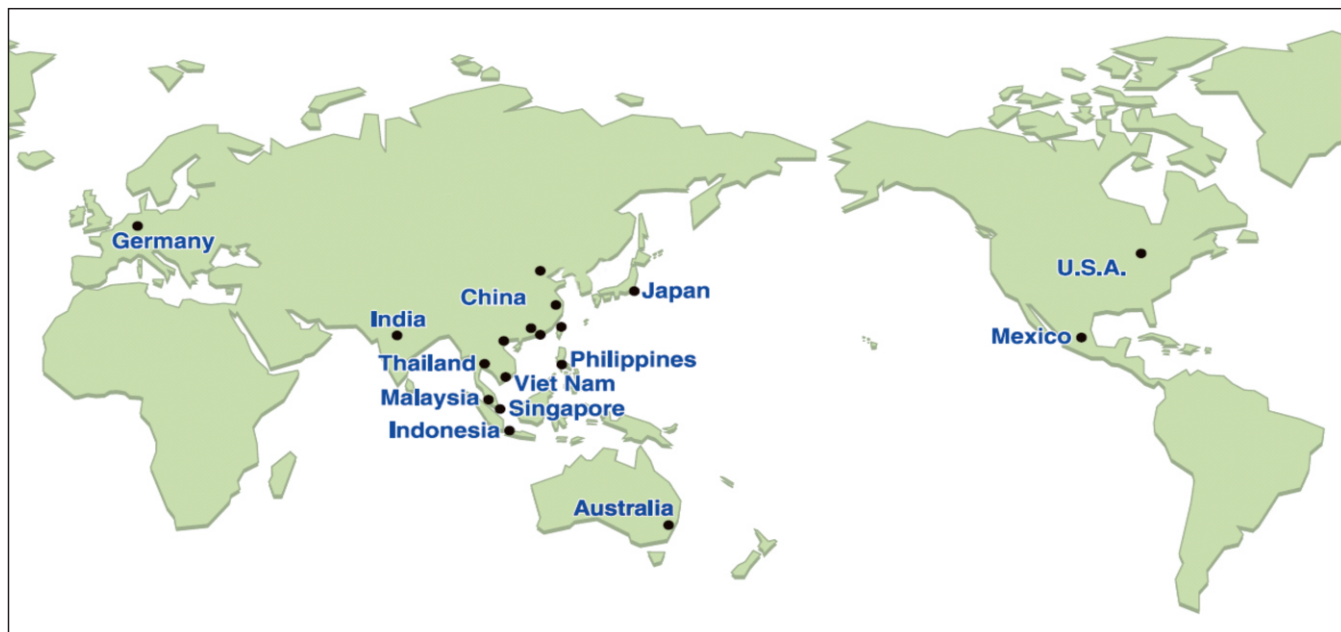 Germany
U.S.A.
China
Japan
India
Mexico
Thailand
Philippines
Viet Nam
Malaysia
Singapore
Indonesia
Australia